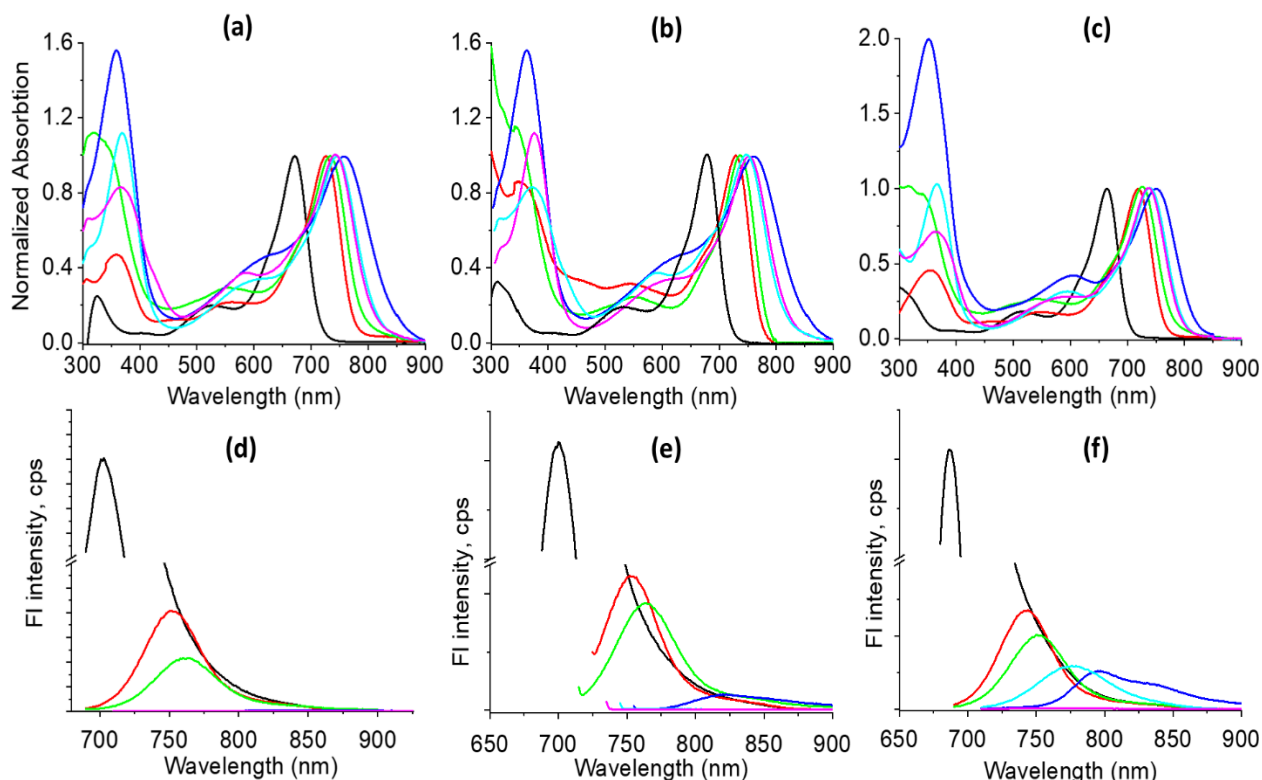 (a) (b) (c)
Normalized Absorbtion
1.6
1.2
0.8
0.4
0.0
300 400 500 600 700 800 900
Wavelength (nm)
1.6
1.2
0.8
0.4
0.0
300 400 500 600 700 800 900
Wavelength (nm)
2.0
1.5
1.0
0.5
0.0
300 400 500 600 700 800 900
Wavelength (nm)
(d) (e) (f)
FI intensity, cps
700 750 800 850 900
Wavelength (nm)
FI intensity, cps
650 700 750 800 850 900
Wavelength (nm)
FI intensity, cps
650 700 750 800 850 900
Wavelength (nm)